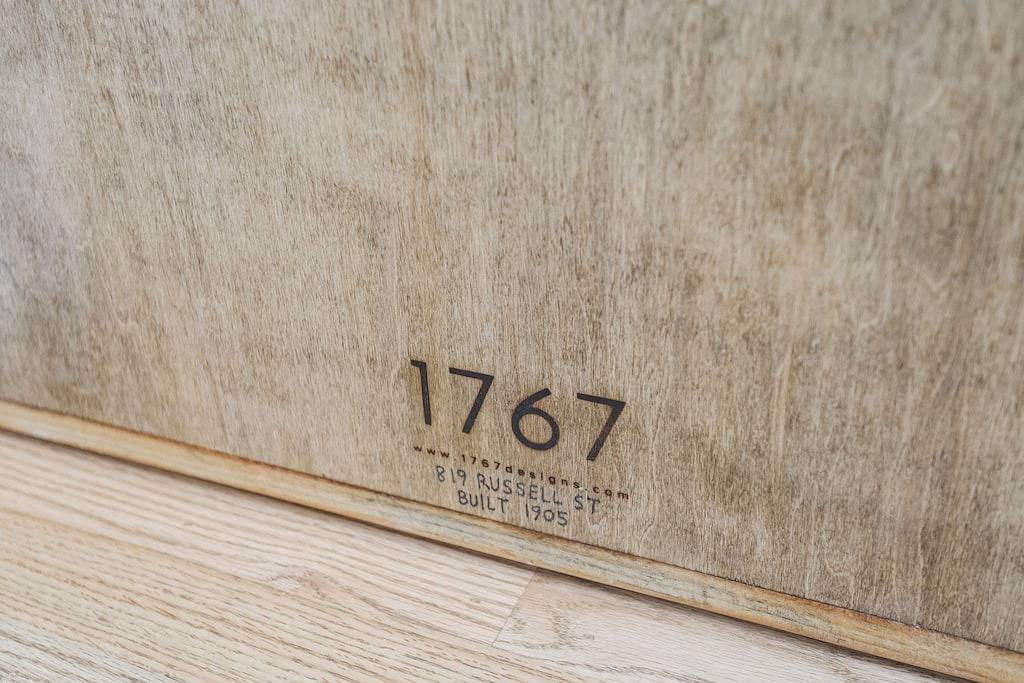 1767
www.1767designs.com
819 RUSSELL ST
BUILT 1905